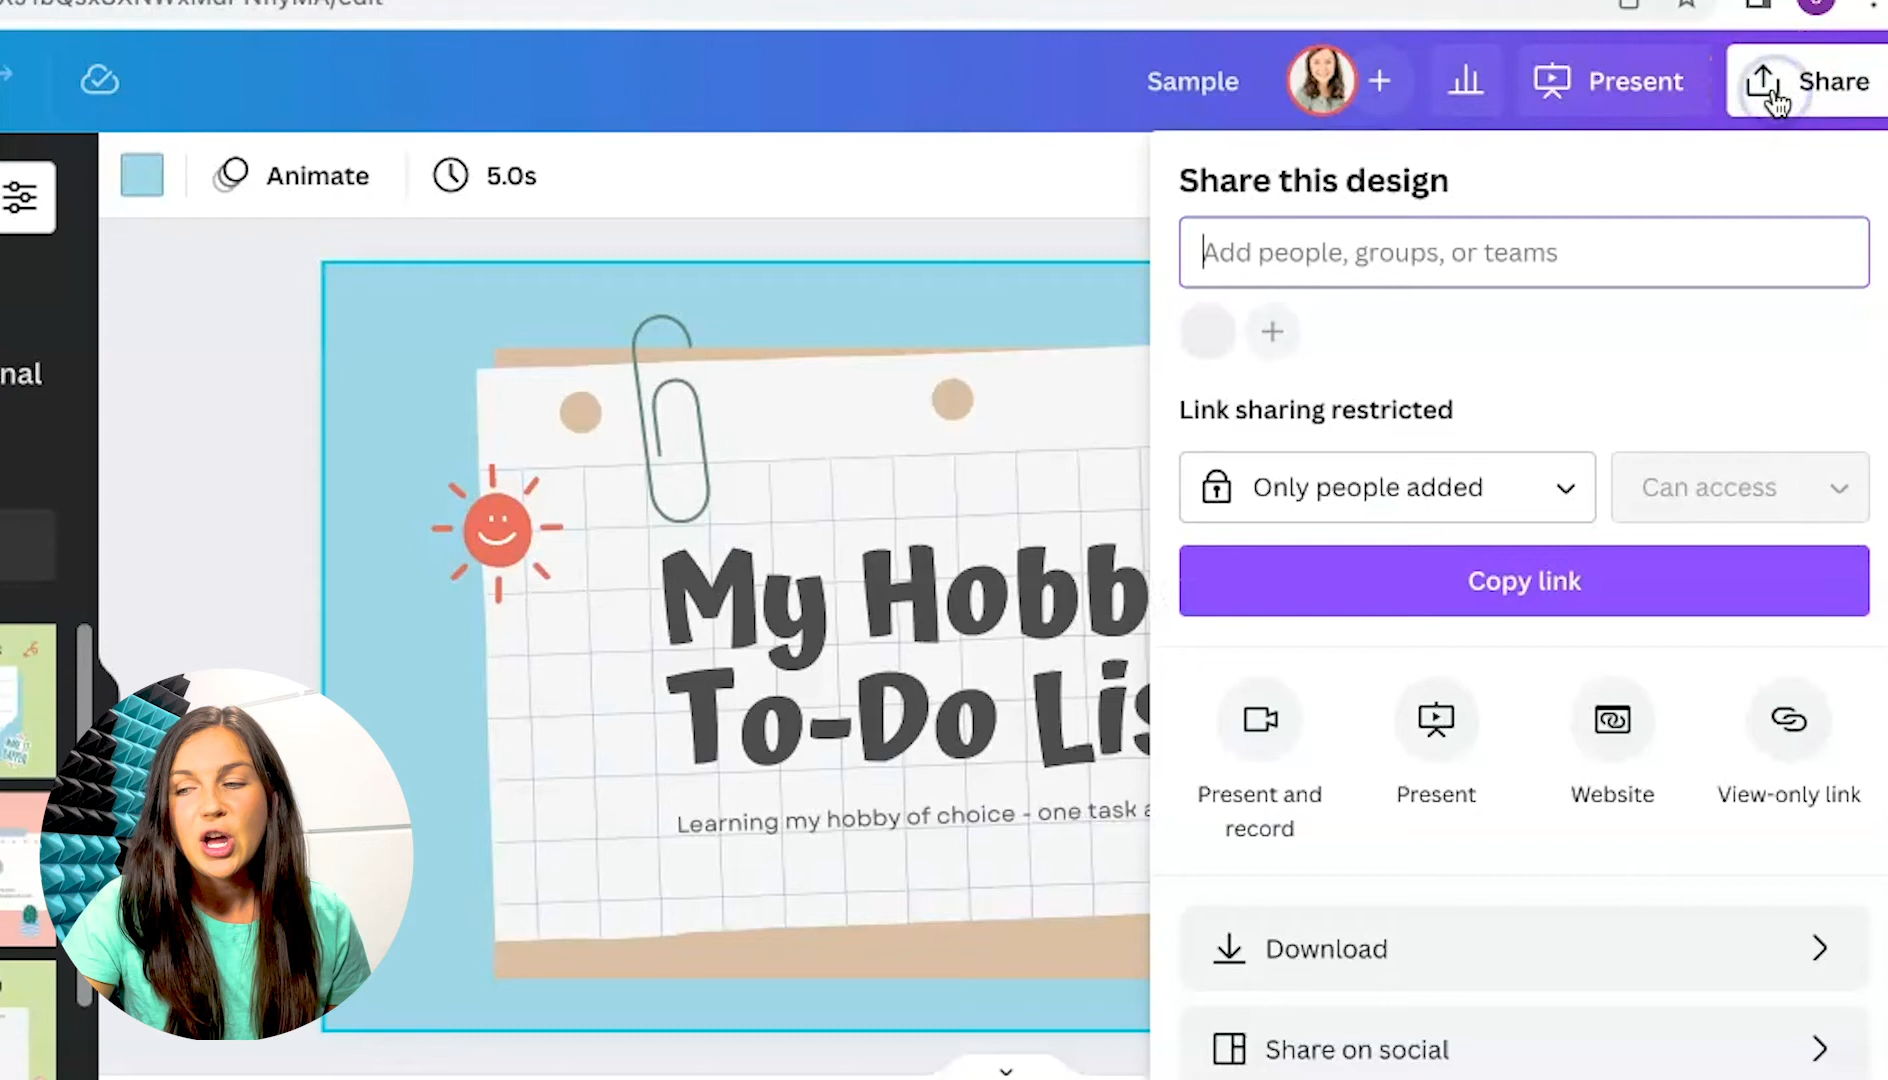 Sample
Present
Share
Animate
5.0s
Share this design
Add people, groups, or teams
Link sharing restricted
Only people added
Can access
Copy link
Present and
record
Present
Website
View-only link
Download
Share on social
nal
My Hobb
To-Do Lis
Learning my hobby of choice - one task a